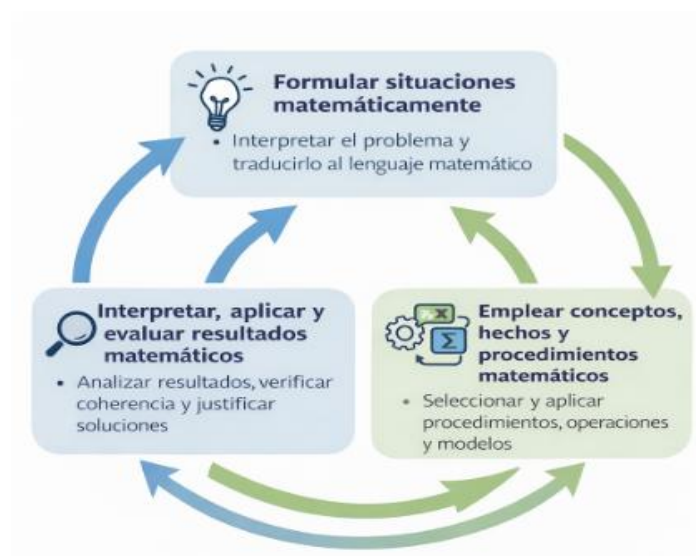 Formular situaciones
matemáticamente
• Interpretar el problema y
traducirlo al lenguaje matemático
Interpretar, aplicar y
evaluar resultados
matemáticos
• Analizar resultados, verificar
coherencia y justificar
soluciones
Emplear conceptos,
hechos y
procedimientos
matemáticos
• Seleccionar y aplicar
procedimientos, operaciones
y modelos
x
Σ